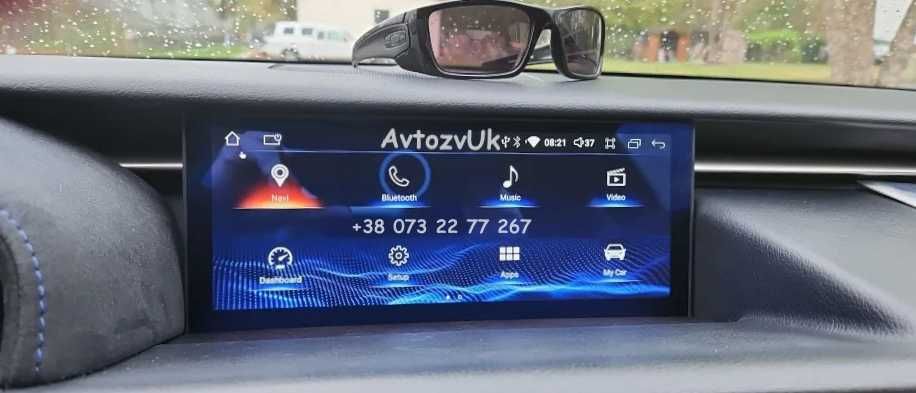 AvtozvUk 08:21 37
Navi Bluetooth Music Video
+38 073 22 77 267
Dashboard Setup Apps My Car